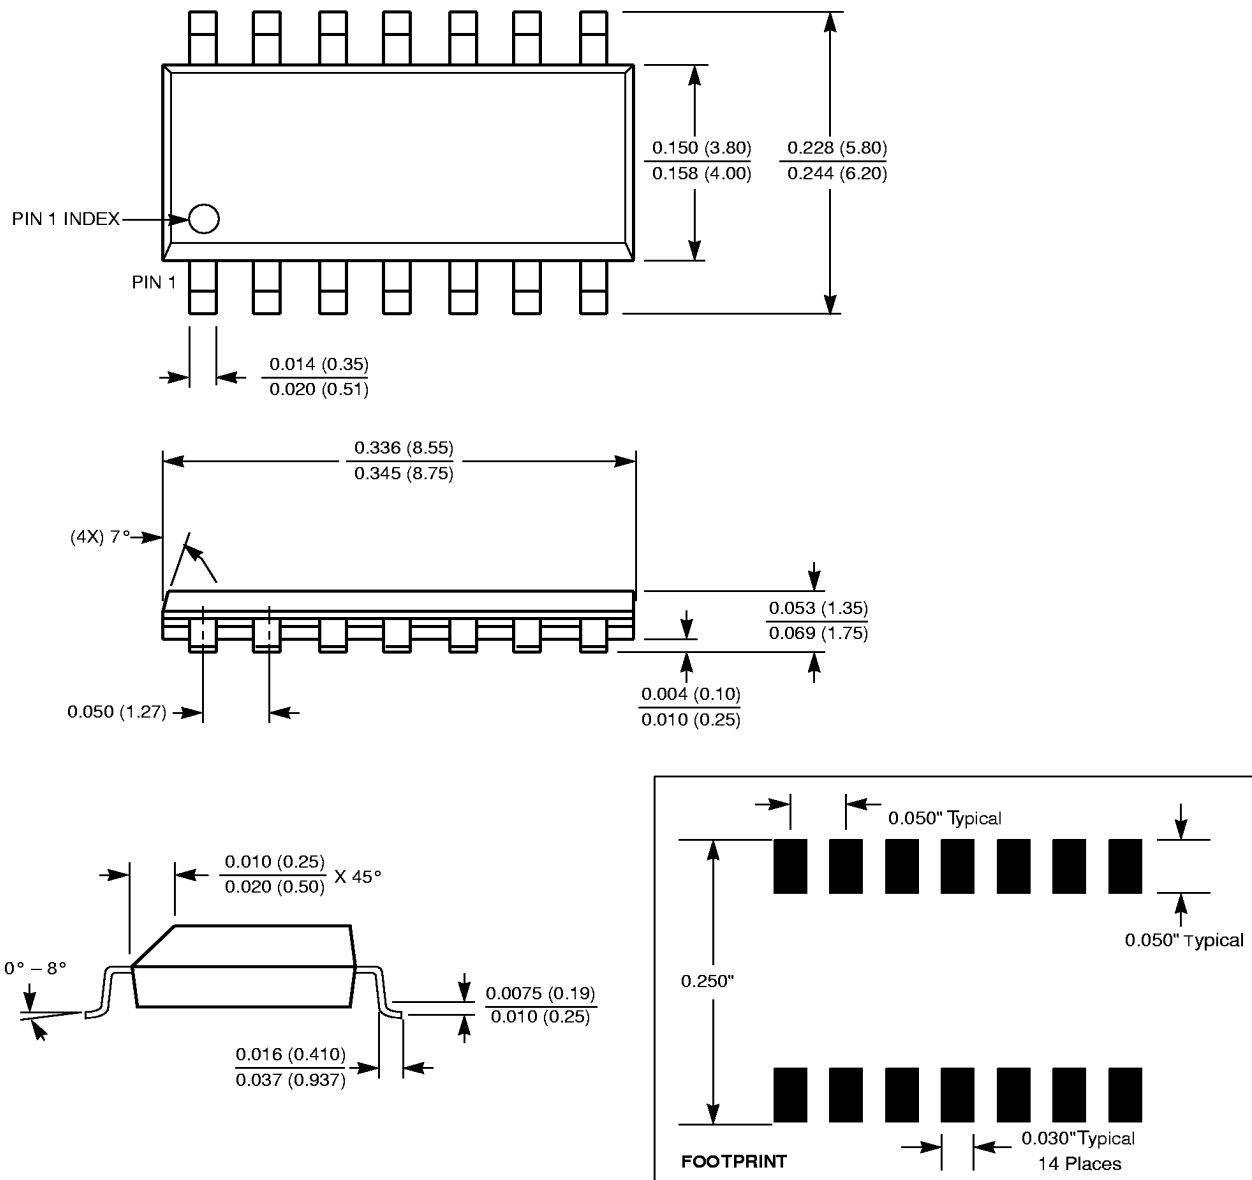 0.150 (3.80)
0.158 (4.00)
0.228 (5.80)
0.244 (6.20)
PIN 1 INDEX
PIN 1
0.014 (0.35)
0.020 (0.51)
0.336 (8.55)
0.345 (8.75)
(4X) 7°
0.053 (1.35)
0.069 (1.75)
0.004 (0.10)
0.010 (0.25)
0.050 (1.27)
0.010 (0.25)
0.020 (0.50)
X 45°
0° – 8°
0.0075 (0.19)
0.010 (0.25)
0.016 (0.410)
0.037 (0.937)
0.050" Typical
0.050" Typical
0.250"
0.030" Typical
14 Places
FOOTPRINT